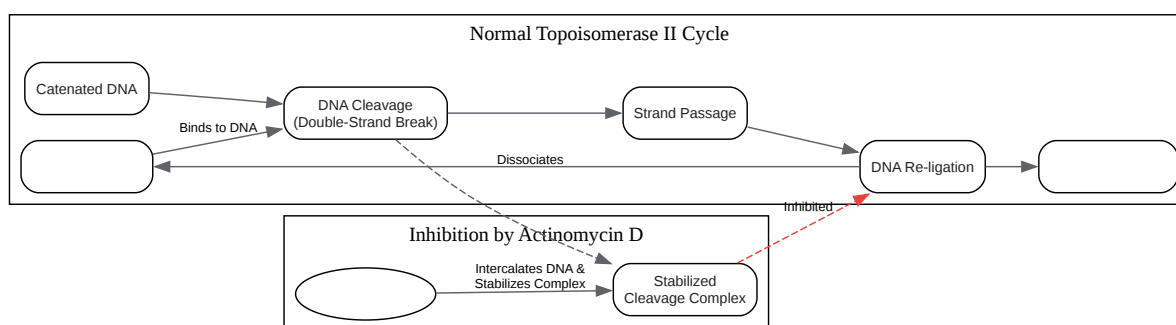 Normal Topoisomerase II Cycle
Catenated DNA
DNA Cleavage
(Double-Strand Break)
Strand Passage
Binds to DNA
Dissociates
DNA Re-ligation
Inhibited
Inhibition by Actinomycin D
Intercalates DNA &
Stabilizes Complex
Stabilized
Cleavage Complex